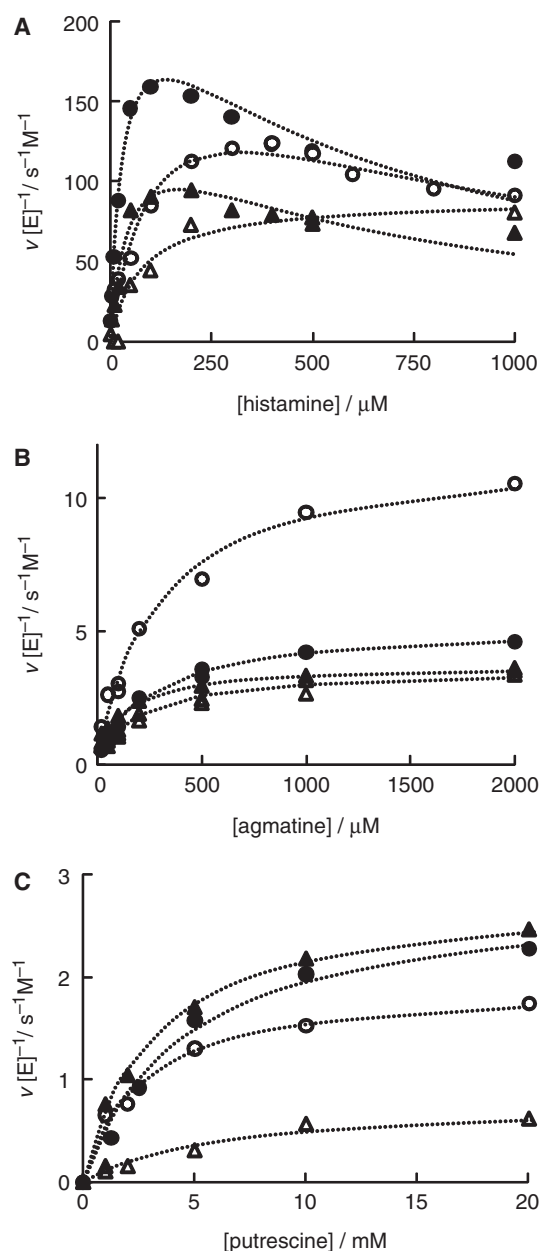 A
200
150
100
50
0
v [E]⁻¹/ s⁻¹M⁻¹
0 250 500 750 1000
[histamine] / μM
B
10
5
0
v [E]⁻¹/ s⁻¹M⁻¹
0 500 1000 1500 2000
[agmatine] / μM
C
3
2
1
0
v [E]⁻¹/ s⁻¹M⁻¹
0 5 10 15 20
[putrescine] / mM